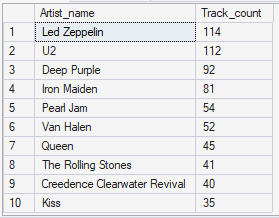 Artist_name Track_count
1 Led Zeppelin 114
2 U2 112
3 Deep Purple 92
4 Iron Maiden 81
5 Pearl Jam 54
6 Van Halen 52
7 Queen 45
8 The Rolling Stones 41
9 Creedence Clearwater Revival 40
10 Kiss 35